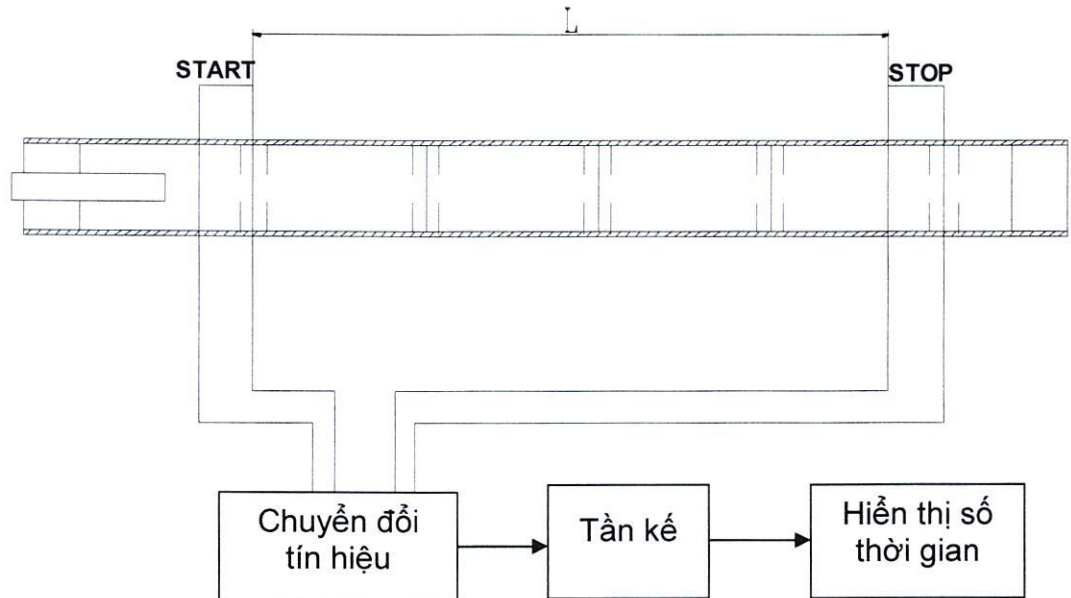 L
START
STOP
Chuyển đổi
tín hiệu
Tần kế
Hiển thị số
thời gian